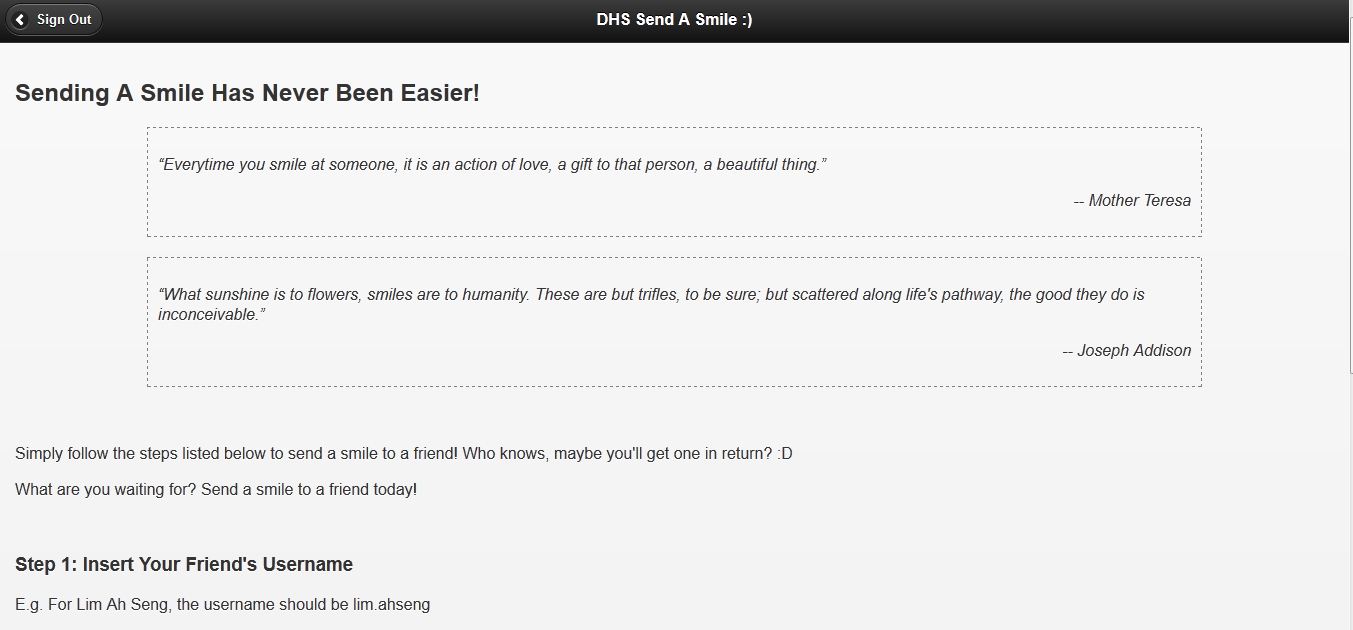 Sign Out
DHS Send A Smile :)
Sending A Smile Has Never Been Easier!
“Everytime you smile at someone, it is an action of love, a gift to that person, a beautiful thing.”
-- Mother Teresa
“What sunshine is to flowers, smiles are to humanity. These are but trifles, to be sure; but scattered along life's pathway, the good they do is
inconceivable.”
-- Joseph Addison
Simply follow the steps listed below to send a smile to a friend! Who knows, maybe you'll get one in return? :D
What are you waiting for? Send a smile to a friend today!
Step 1: Insert Your Friend's Username
E.g. For Lim Ah Seng, the username should be lim.ahseng